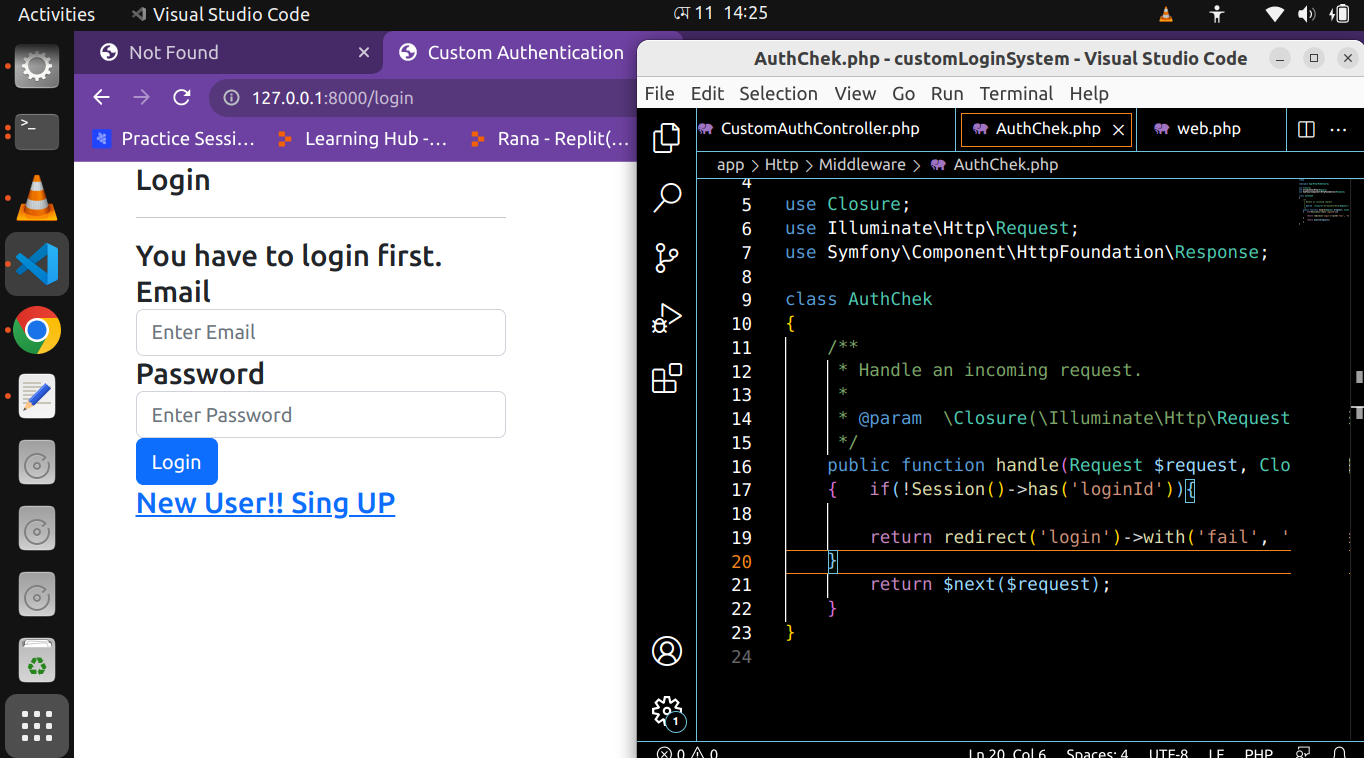 Activities
Visual Studio Code
মে 11 14:25
Not Found
Custom Authentication
127.0.0.1:8000/login
Practice Sessi...
Learning Hub -...
Rana - Replit(...
Login
You have to login first.
Email
Enter Email
Password
Enter Password
Login
New User!! Sing UP
AuthChek.php - customLoginSystem - Visual Studio Code
File Edit Selection View Go Run Terminal Help
CustomAuthController.php
AuthChek.php
web.php
app > Http > Middleware > AuthChek.php
4
5 use Closure;
6 use Illuminate\Http\Request;
7 use Symfony\Component\HttpFoundation\Response;
8
9 class AuthChek
10 {
11 /**
12 * Handle an incoming request.
13 *
14 * @param \Closure(\Illuminate\Http\Request
15 */
16 public function handle(Request $request, Clo
17 { if(!Session()->has('loginId')){
18
19 return redirect('login')->with('fail', '
20 }
21 return $next($request);
22 }
23 }
24
1
0 0
Ln 20, Col 6 Spaces: 4 UTF-8 LF PHP